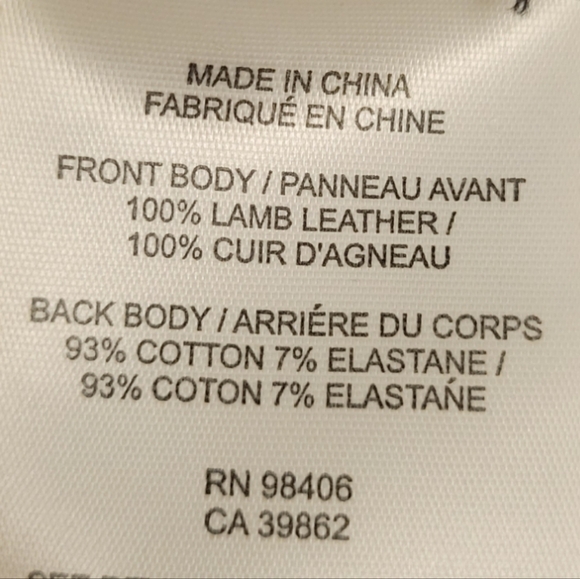 MADE IN CHINA
FABRIQUÉ EN CHINE
FRONT BODY / PANNEAU AVANT
100% LAMB LEATHER /
100% CUIR D'AGNEAU
BACK BODY / ARRIÉRE DU CORPS
93% COTTON 7% ELASTANE /
93% COTON 7% ELASTAŃE
RN 98406
CA 39862